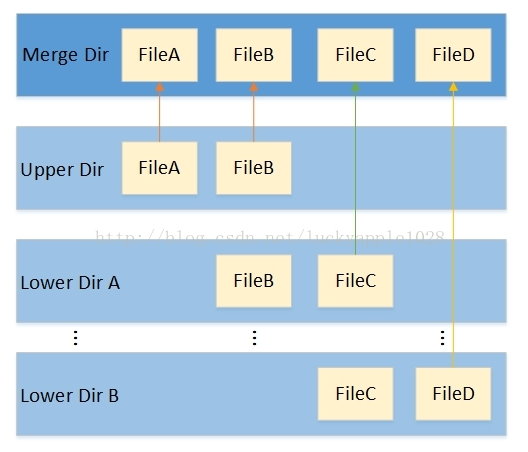 Merge Dir FileA FileB FileC FileD
Upper Dir FileA FileB
http://blog.csdn.net/luckyapple1028
Lower Dir A FileB FileC
Lower Dir B FileC FileD